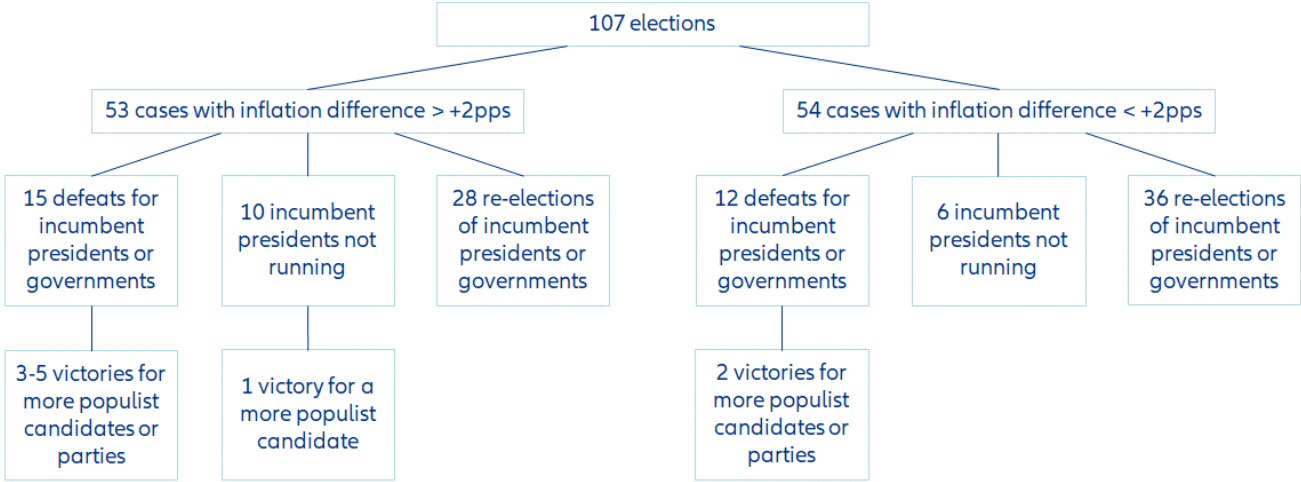 107 elections
53 cases with inflation difference > +2pps
54 cases with inflation difference < +2pps
15 defeats for
incumbent
presidents or
governments
10 incumbent
presidents not
running
28 re-elections
of incumbent
presidents or
governments
12 defeats for
incumbent
presidents or
governments
6 incumbent
presidents not
running
36 re-elections
of incumbent
presidents or
governments
3-5 victories for
more populist
candidates or
parties
1 victory for a
more populist
candidate
2 victories for
more populist
candidates or
parties